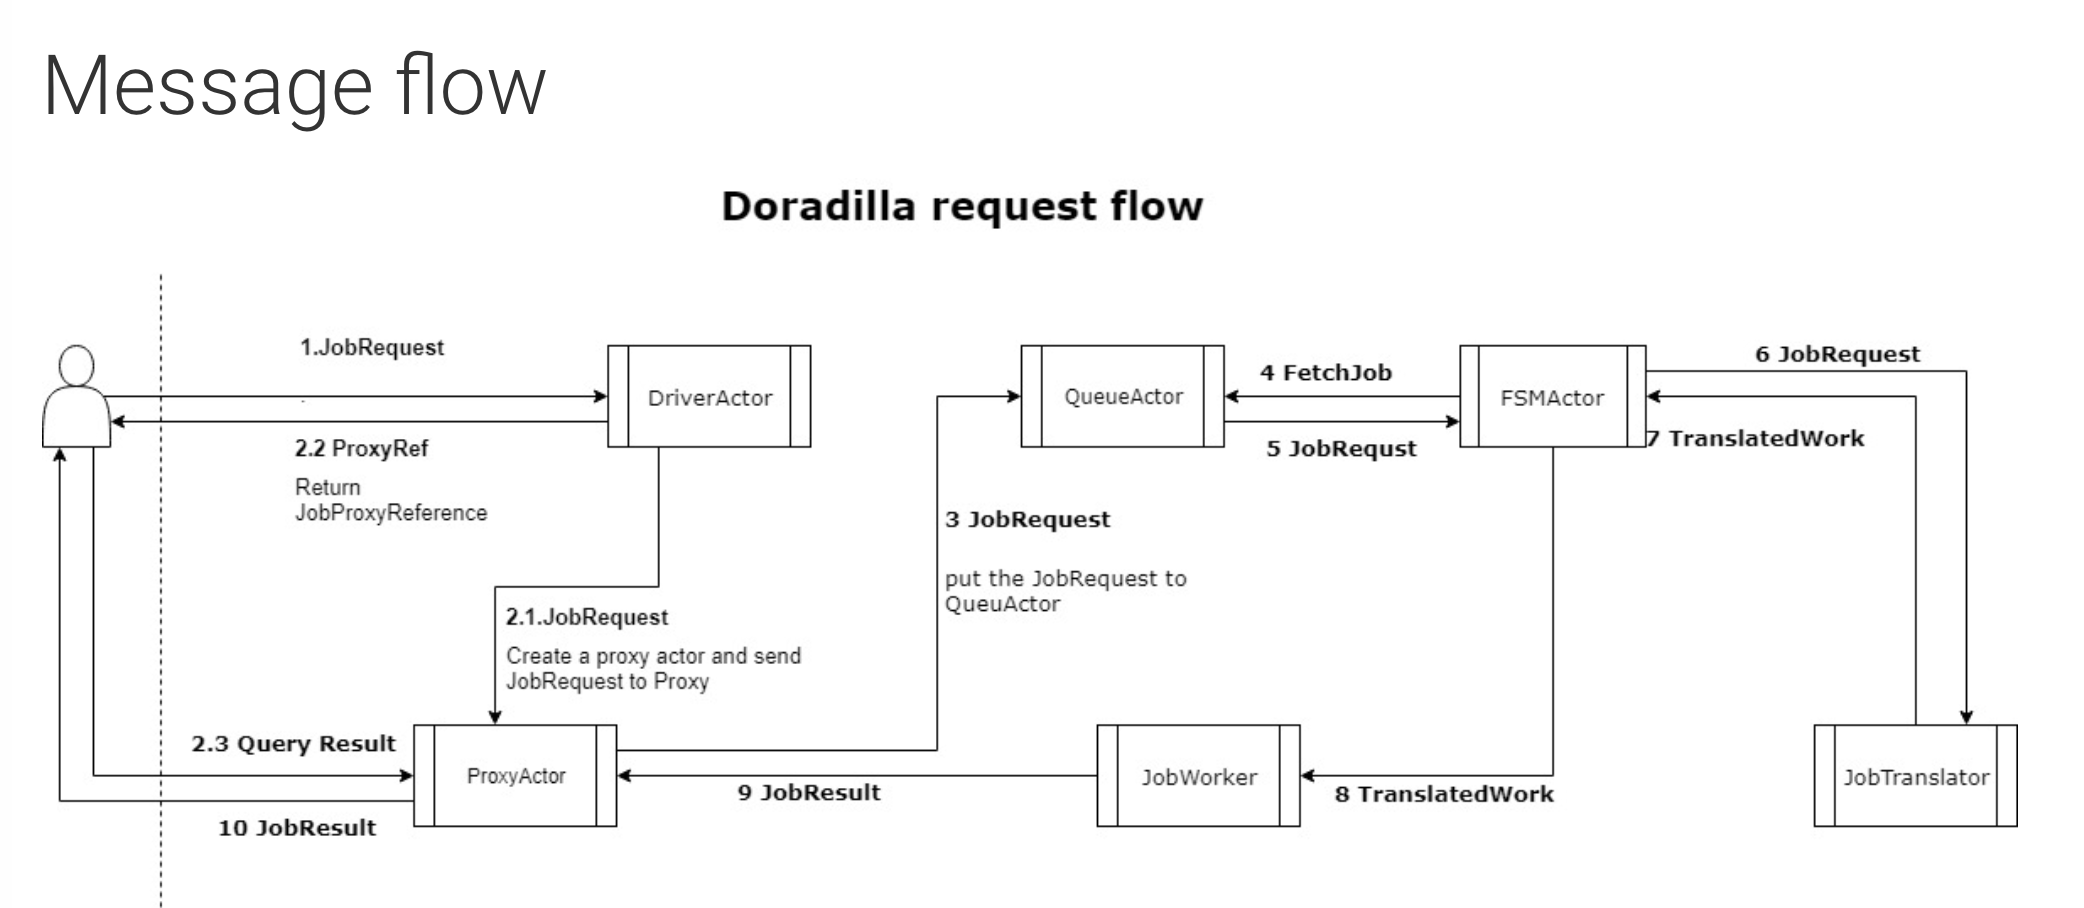 Message flow
Doradilla request flow
1.JobRequest
DriverActor
2.2 ProxyRef
Return
JobProxyReference
2.1.JobRequest
Create a proxy actor and send
JobRequest to Proxy
2.3 Query Result
ProxyActor
10 JobResult
3 JobRequest
put the JobRequest to
QueuActor
QueueActor
4 FetchJob
5 JobRequst
FSMActor
6 JobRequest
7 TranslatedWork
JobTranslator
8 TranslatedWork
JobWorker
9 JobResult